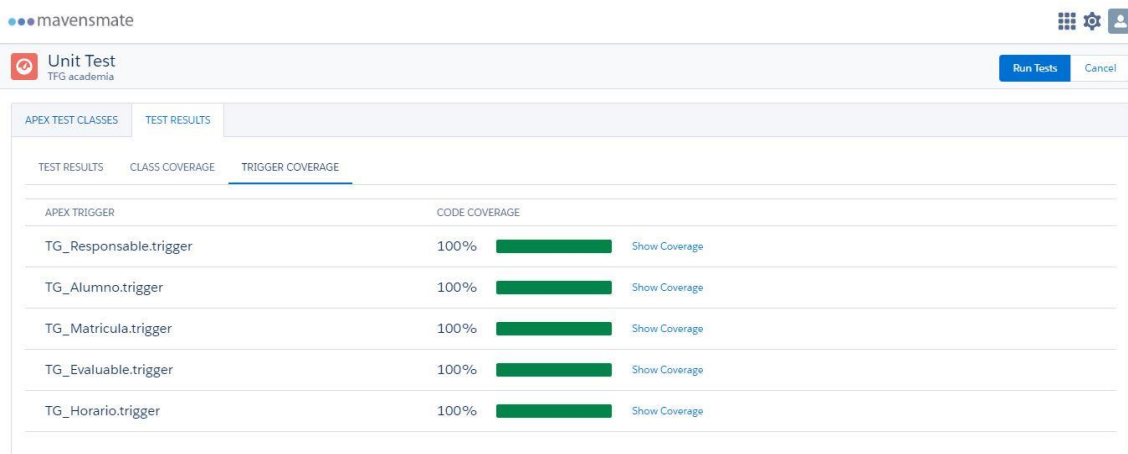 mavensmate
Unit Test
TFG academia
Run Tests Cancel
APEX TEST CLASSES TEST RESULTS
TEST RESULTS CLASS COVERAGE TRIGGER COVERAGE
APEX TRIGGER CODE COVERAGE
TG_Responsable.trigger 100% Show Coverage
TG_Alumno.trigger 100% Show Coverage
TG_Matricula.trigger 100% Show Coverage
TG_Evaluable.trigger 100% Show Coverage
TG_Horario.trigger 100% Show Coverage